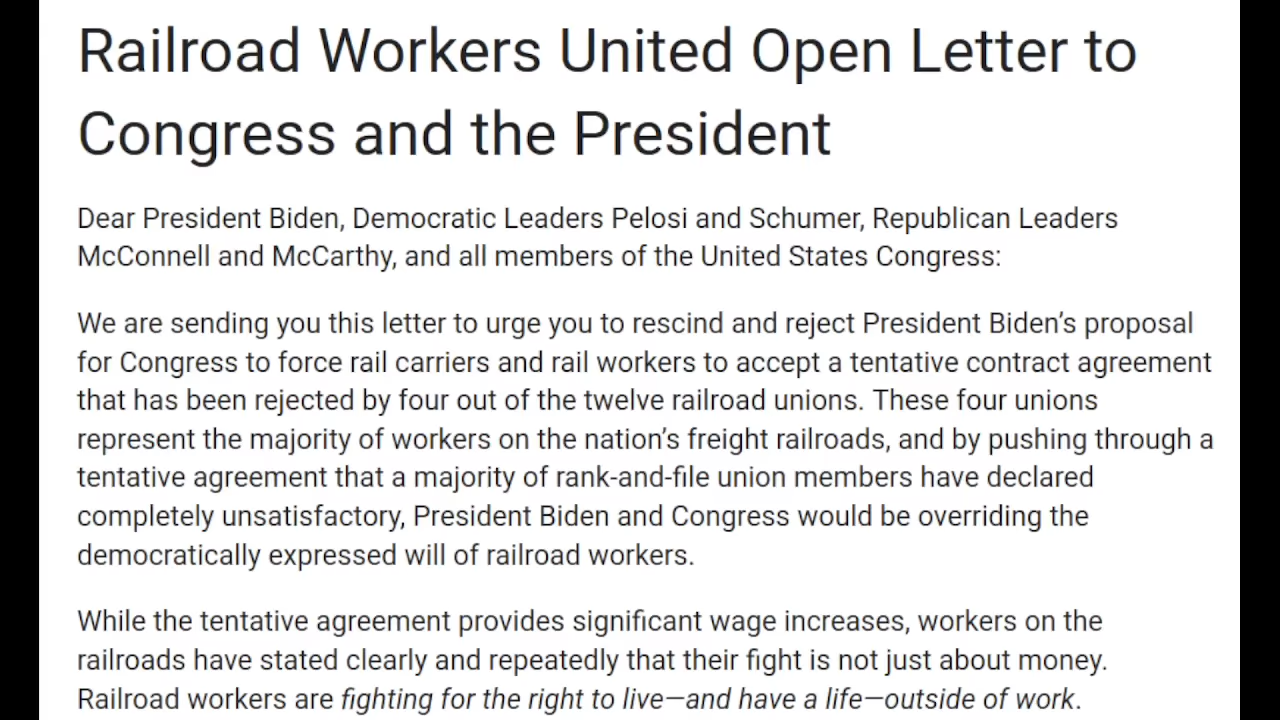 Railroad Workers United Open Letter to
Congress and the President
Dear President Biden, Democratic Leaders Pelosi and Schumer, Republican Leaders
McConnell and McCarthy, and all members of the United States Congress:
We are sending you this letter to urge you to rescind and reject President Biden’s proposal
for Congress to force rail carriers and rail workers to accept a tentative contract agreement
that has been rejected by four out of the twelve railroad unions. These four unions
represent the majority of workers on the nation’s freight railroads, and by pushing through a
tentative agreement that a majority of rank-and-file union members have declared
completely unsatisfactory, President Biden and Congress would be overriding the
democratically expressed will of railroad workers.
While the tentative agreement provides significant wage increases, workers on the
railroads have stated clearly and repeatedly that their fight is not just about money.
Railroad workers are fighting for the right to live—and have a life—outside of work.